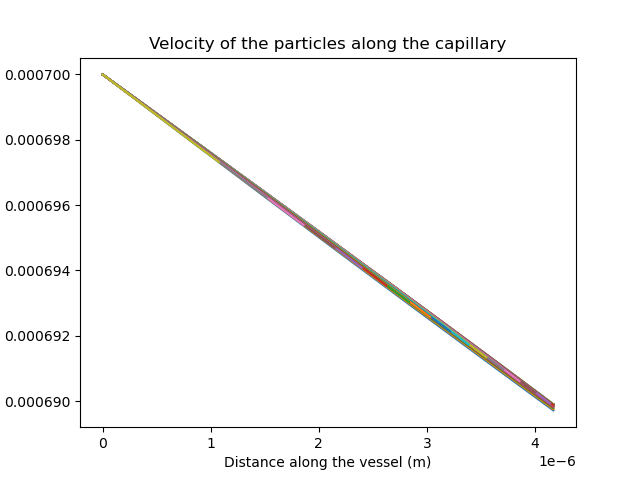 Velocity of the particles along the capillary
0.000700
0.000698
0.000696
0.000694
0.000692
0.000690
0 1 2 3 4
1e−6
Distance along the vessel (m)